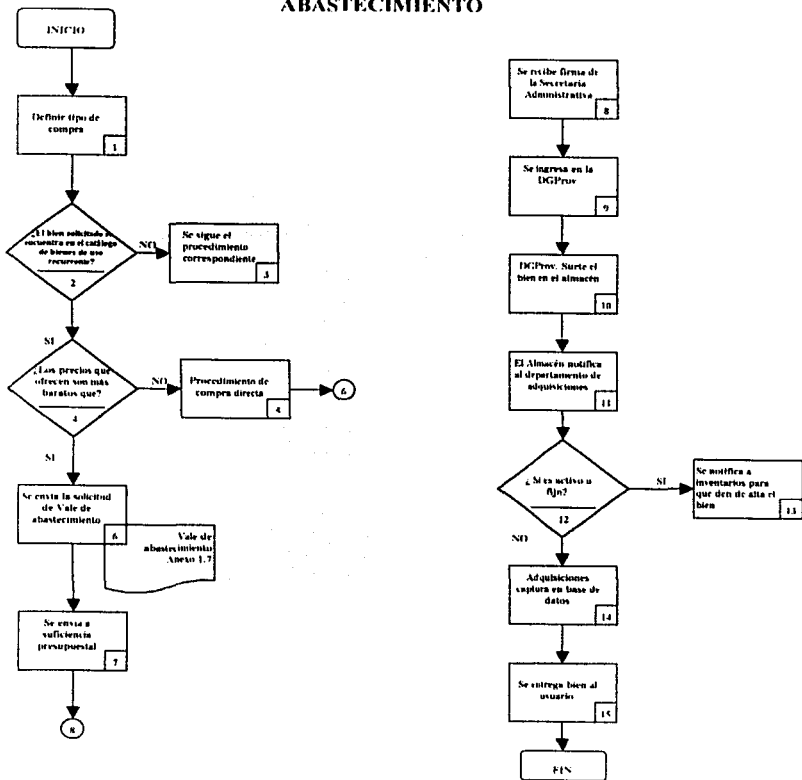 ABASTECIMIENTO
INICIO
Definir tipo de
compra
1
¿El bien solicitado se
encuentra en el catálogo
de bienes de uso
recurrente?
2
NO
Se sigue el
procedimiento
correspondiente
3
SI
¿Los precios que
ofrecen son más
baratos que?
4
NO
Procedimiento de
compra directa
6
SI
Se envía la solicitud
de Vale de
abastecimiento
6
Vale de
abastecimiento
Anexo 1.7
Se envía a
suficiencia
presupuestal
7
8
Se recibe firma de
la Secretaría
Administrativa
8
Se ingresa en la
DGProv
9
DGProv. Surte el
bien en el almacén
10
El Almacén notifica
al departamento de
adquisiciones
11
¿Si es activo o
fijo?
12
SI
Se notifica a
inventarios para
que den de alta el
bien
13
NO
Adquisiciones
captura en base de
datos
14
Se entrega bien al
usuario
15
FIN